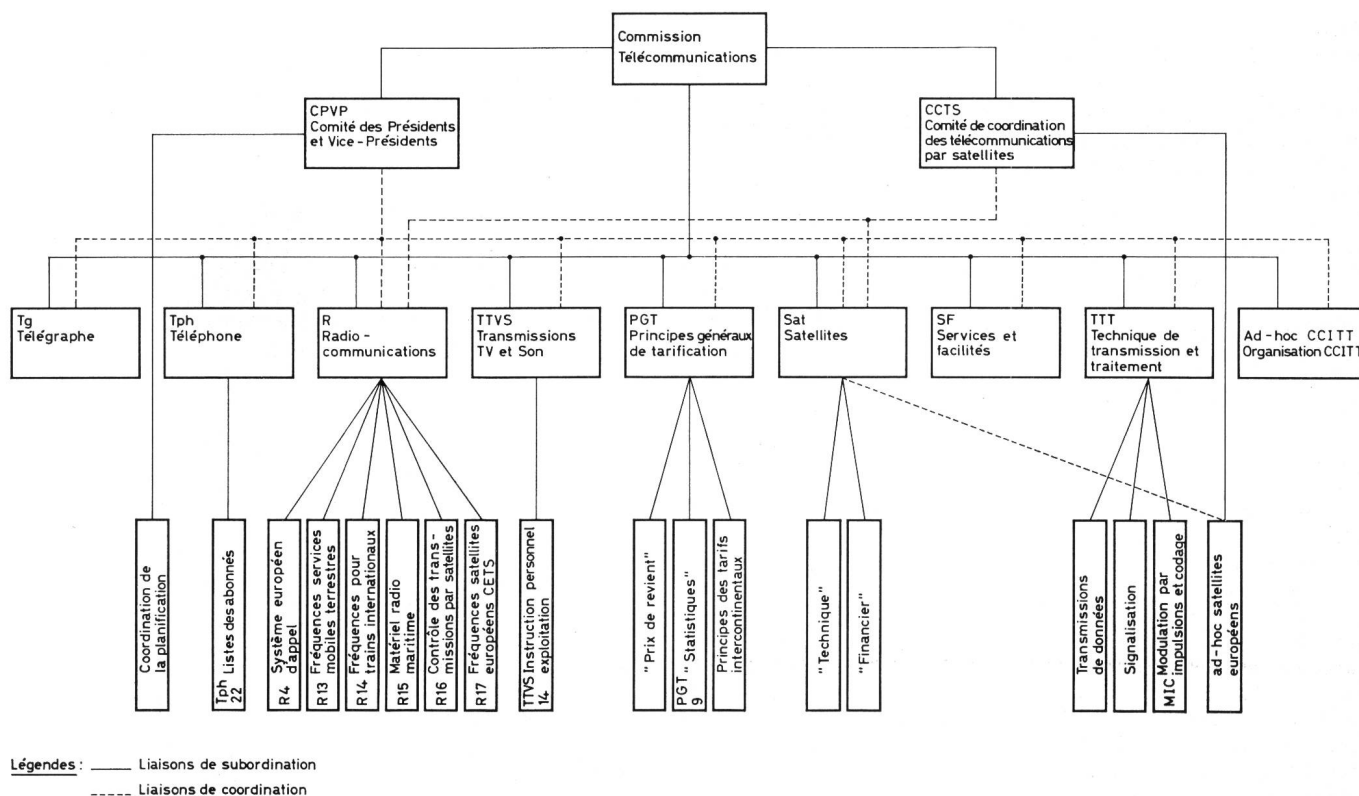 Commission
Télécommunications
CPVP
Comité des Présidents
et Vice-Présidents
CCTS
Comité de coordination
des télécommunications
par satellites
Tg
Télégraphe
Tph
Téléphone
R
Radio-
communications
TTVS
Transmissions
TV et Son
PGT
Principes généraux
de tarification
Sat
Satellites
SF
Services et
facilités
TTT
Technique de
transmission et
traitement
Ad-hoc CCITT
Organisation CCITT
Coordination de
la planification
Tph 22
Listes des abonnés
R4
Système européen
d'appel
R13
Fréquences services
mobiles terrestres
R14
Fréquences pour
trains internationaux
R15
Matériel radio
maritime
R16
Contrôle des trans-
missions par satellites
R17
Fréquences satellites
européens CETS
TTVS 14
Instruction personnel
exploitation
"Prix de revient"
PGT 9
"Statistiques"
Principes des tarifs
intercontinentaux
"Technique"
"Financier"
Transmissions
de données
Signalisation
MIC
Modulation par
impulsions et codage
ad-hoc satellites
européens
Légendes :
Liaisons de subordination
Liaisons de coordination